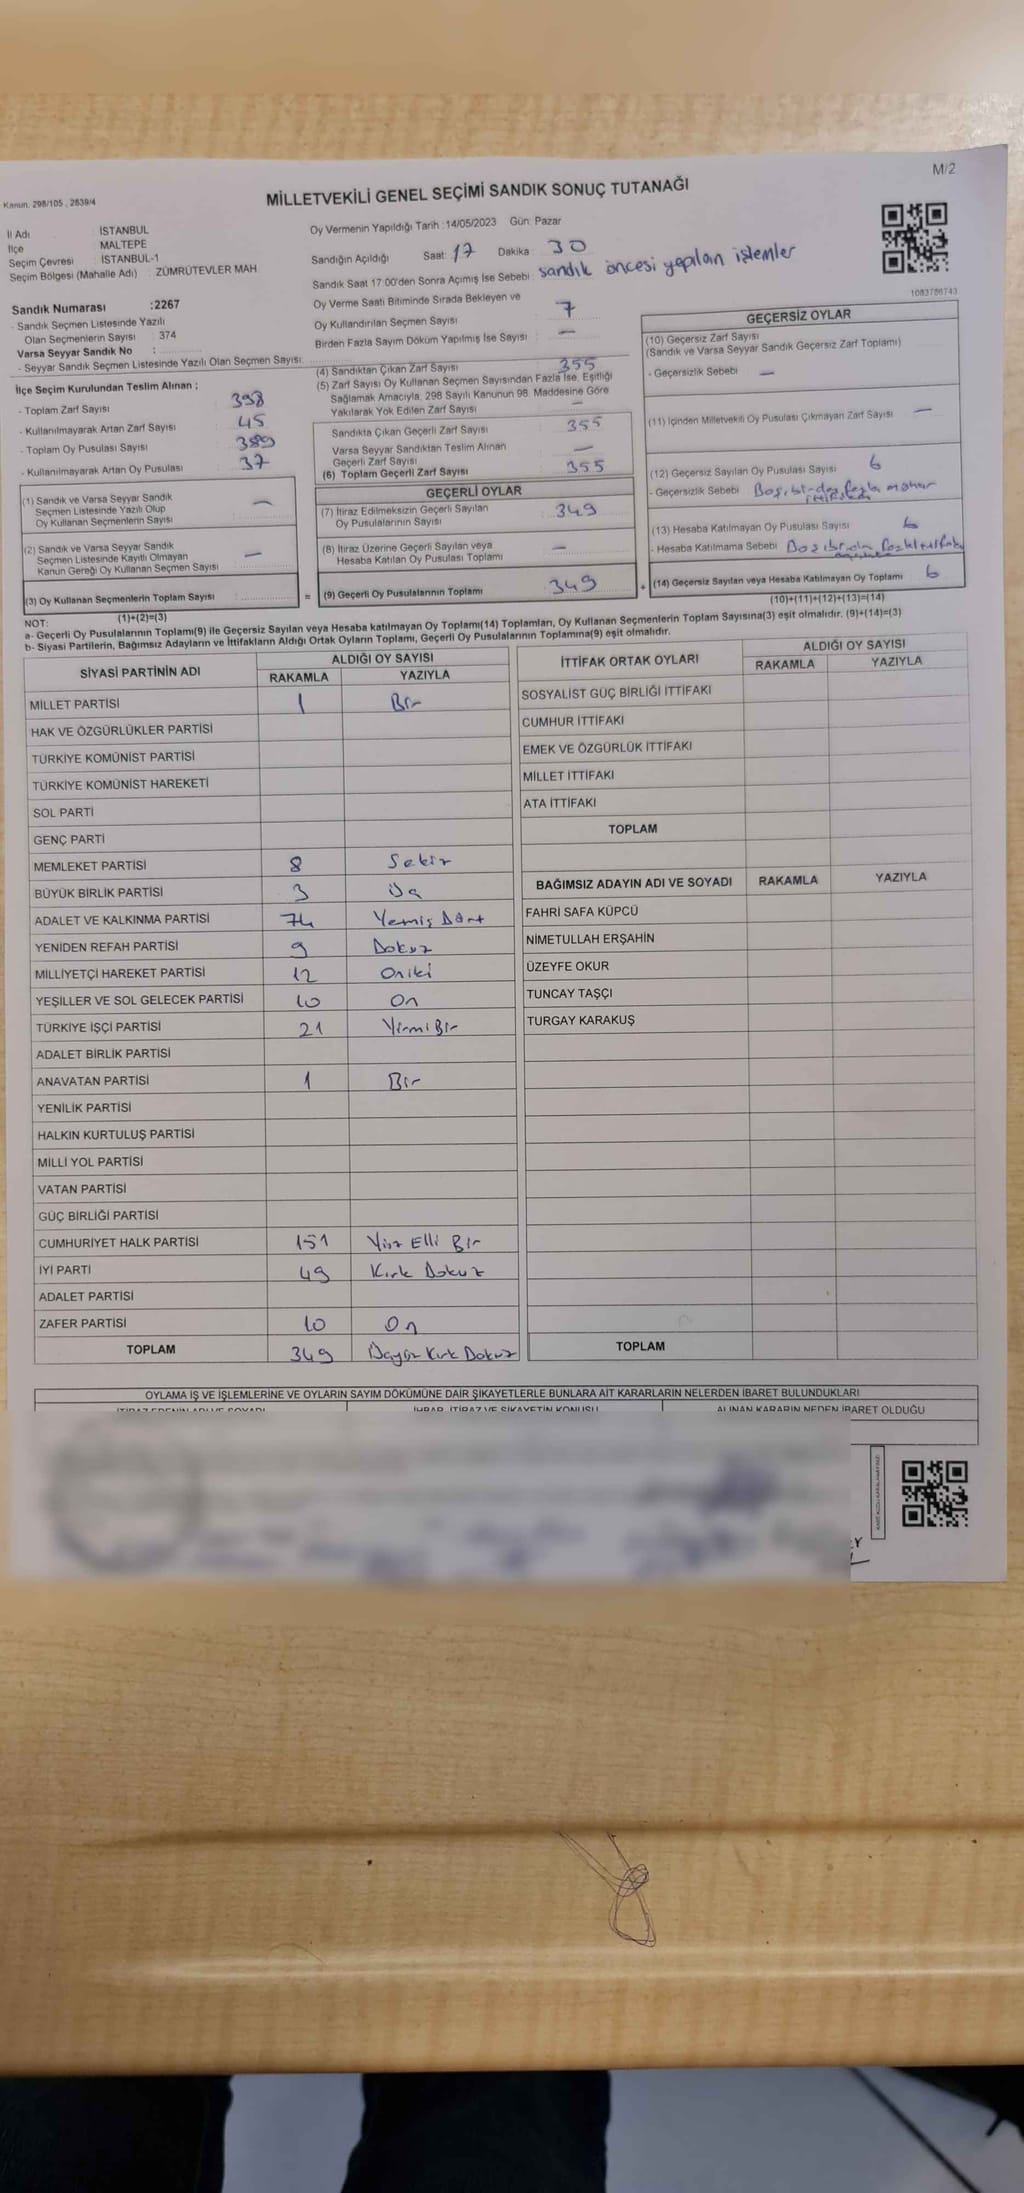 M/2
Kanun. 298/105 , 2839/4
MİLLETVEKİLİ GENEL SEÇİMİ SANDIK SONUÇ TUTANAĞI
İl Adı : İSTANBUL
İlçe : MALTEPE
Seçim Çevresi : İSTANBUL-1
Seçim Bölgesi (Mahalle Adı) : ZÜMRÜTEVLER MAH.
Sandık Numarası :2267
- Sandık Seçmen Listesinde Yazılı
Olan Seçmenlerin Sayısı : 374
Varsa Seyyar Sandık No :
- Seyyar Sandık Seçmen Listesinde Yazılı Olan Seçmen Sayısı:
Oy Vermenin Yapıldığı Tarih :14/05/2023 Gün: Pazar
Sandığın Açıldığı Saat: 17 Dakika : 30
Sandık Saat 17:00'den Sonra Açımış İse Sebebi : sandık öncesi yapılan işlemler
Oy Verme Saati Bitiminde Sırada Bekleyen ve
Oy Kullandırılan Seçmen Sayısı : 7
Birden Fazla Sayım Döküm Yapılmış İse Sayısı : —
1083786743
İlçe Seçim Kurulundan Teslim Alınan ;
- Toplam Zarf Sayısı : 398
- Kullanılmayarak Artan Zarf Sayısı : 45
- Toplam Oy Pusulası Sayısı : 389
- Kullanılmayarak Artan Oy Pusulası : 37
(1) Sandık ve Varsa Seyyar Sandık
Seçmen Listesinde Yazılı Olup
Oy Kullanan Seçmenlerin Sayısı : —
(2) Sandık ve Varsa Seyyar Sandık
Seçmen Listesinde Kayıtlı Olmayan
Kanun Gereği Oy Kullanan Seçmen Sayısı : —
(3) Oy Kullanan Seçmenlerin Toplam Sayısı :
(1)+(2)=(3)
(4) Sandıktan Çıkan Zarf Sayısı : 355
(5) Zarf Sayısı Oy Kullanan Seçmen Sayısından Fazla İse, Eşitliği
Sağlamak Amacıyla, 298 Sayılı Kanunun 98. Maddesine Göre
Yakılarak Yok Edilen Zarf Sayısı : —
Sandıkta Çıkan Geçerli Zarf Sayısı : 355
Varsa Seyyar Sandıktan Teslim Alınan
Geçerli Zarf Sayısı : —
(6) Toplam Geçerli Zarf Sayısı : 355
GEÇERLİ OYLAR
(7) İtiraz Edilmeksizin Geçerli Sayılan
Oy Pusulalarının Sayısı : 349
(8) İtiraz Üzerine Geçerli Sayılan veya
Hesaba Katılan Oy Pusulası Toplamı : —
= (9) Geçerli Oy Pusulalarının Toplamı : 349
GEÇERSİZ OYLAR
(10) Geçersiz Zarf Sayısı :
(Sandık ve Varsa Seyyar Sandık Geçersiz Zarf Toplamı)
- Geçersizlik Sebebi : —
(11) İçinden Milletvekili Oy Pusulası Çıkmayan Zarf Sayısı : —
(12) Geçersiz Sayılan Oy Pusulası Sayısı : 6
- Geçersizlik Sebebi : Boş, birden fazla mühür
(13) Hesaba Katılmayan Oy Pusulası Sayısı : 6
- Hesaba Katılmama Sebebi :
+ (14) Geçersiz Sayılan veya Hesaba Katılmayan Oy Toplamı : 6
(10)+(11)+(12)+(13)=(14)
NOT:
a- Geçerli Oy Pusulalarının Toplamı(9) ile Geçersiz Sayılan veya Hesaba katılmayan Oy Toplamı(14) Toplamları, Oy Kullanan Seçmenlerin Toplam Sayısına(3) eşit olmalıdır. (9)+(14)=(3)
b- Siyasi Partilerin, Bağımsız Adayların ve İttifakların Aldığı Ortak Oyların Toplamı, Geçerli Oy Pusulalarının Toplamına(9) eşit olmalıdır.
SİYASİ PARTİNİN ADI ALDIĞI OY SAYISI
RAKAMLA YAZIYLA
MİLLET PARTİSİ 1 Bir
HAK VE ÖZGÜRLÜKLER PARTİSİ
TÜRKİYE KOMÜNİST PARTİSİ
TÜRKİYE KOMÜNİST HAREKETİ
SOL PARTİ
GENÇ PARTİ
MEMLEKET PARTİSİ 8 Sekiz
BÜYÜK BİRLİK PARTİSİ 3 Üç
ADALET VE KALKINMA PARTİSİ 74 Yemiş Dört
YENİDEN REFAH PARTİSİ 9 Dokuz
MİLLİYETÇİ HAREKET PARTİSİ 12 Oniki
YEŞİLLER VE SOL GELECEK PARTİSİ 10 On
TÜRKİYE İŞÇİ PARTİSİ 21 Yirmi Bir
ADALET BİRLİK PARTİSİ
ANAVATAN PARTİSİ 1 Bir
YENİLİK PARTİSİ
HALKIN KURTULUŞ PARTİSİ
MİLLİ YOL PARTİSİ
VATAN PARTİSİ
GÜÇ BİRLİĞİ PARTİSİ
CUMHURİYET HALK PARTİSİ 151 Yüz Elli Bir
İYİ PARTİ 49 Kırk Dokuz
ADALET PARTİSİ
ZAFER PARTİSİ 10 On
TOPLAM 349 Üçyüz Kırk Dokuz
İTTİFAK ORTAK OYLARI ALDIĞI OY SAYISI
RAKAMLA YAZIYLA
SOSYALİST GÜÇ BİRLİĞİ İTTİFAKI
CUMHUR İTTİFAKI
EMEK VE ÖZGÜRLÜK İTTİFAKI
MİLLET İTTİFAKI
ATA İTTİFAKI
TOPLAM
BAĞIMSIZ ADAYIN ADI VE SOYADI RAKAMLA YAZIYLA
FAHRİ SAFA KÜPCÜ
NİMETULLAH ERŞAHİN
ÜZEYFE OKUR
TUNCAY TAŞÇI
TURGAY KARAKUŞ
TOPLAM
OYLAMA İŞ VE İŞLEMLERİNE VE OYLARIN SAYIM DÖKÜMÜNE DAİR ŞİKAYETLERLE BUNLARA AİT KARARLARIN NELERDEN İBARET BULUNDUKLARI
İTİRAZ EDENİN ADI VE SOYADI İHBAR, İTİRAZ VE ŞİKAYETİN KONUSU ALINAN KARARIN NEDEN İBARET OLDUĞU